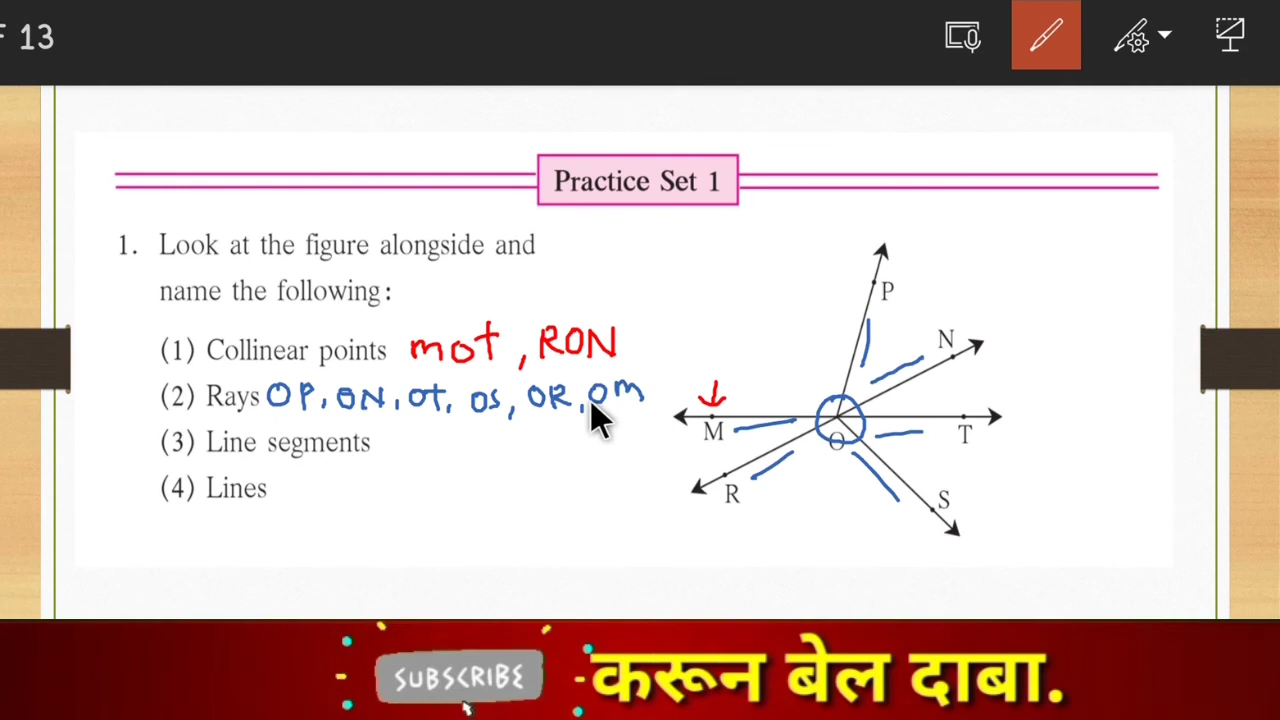 F 13
Practice Set 1
1. Look at the figure alongside and
name the following:
(1) Collinear points mot, RON
(2) Rays OP, ON, OT, OS, OR, OM
(3) Line segments
(4) Lines
P
N
M
O
T
R
S
SUBSCRIBE करून बेल दाबा.